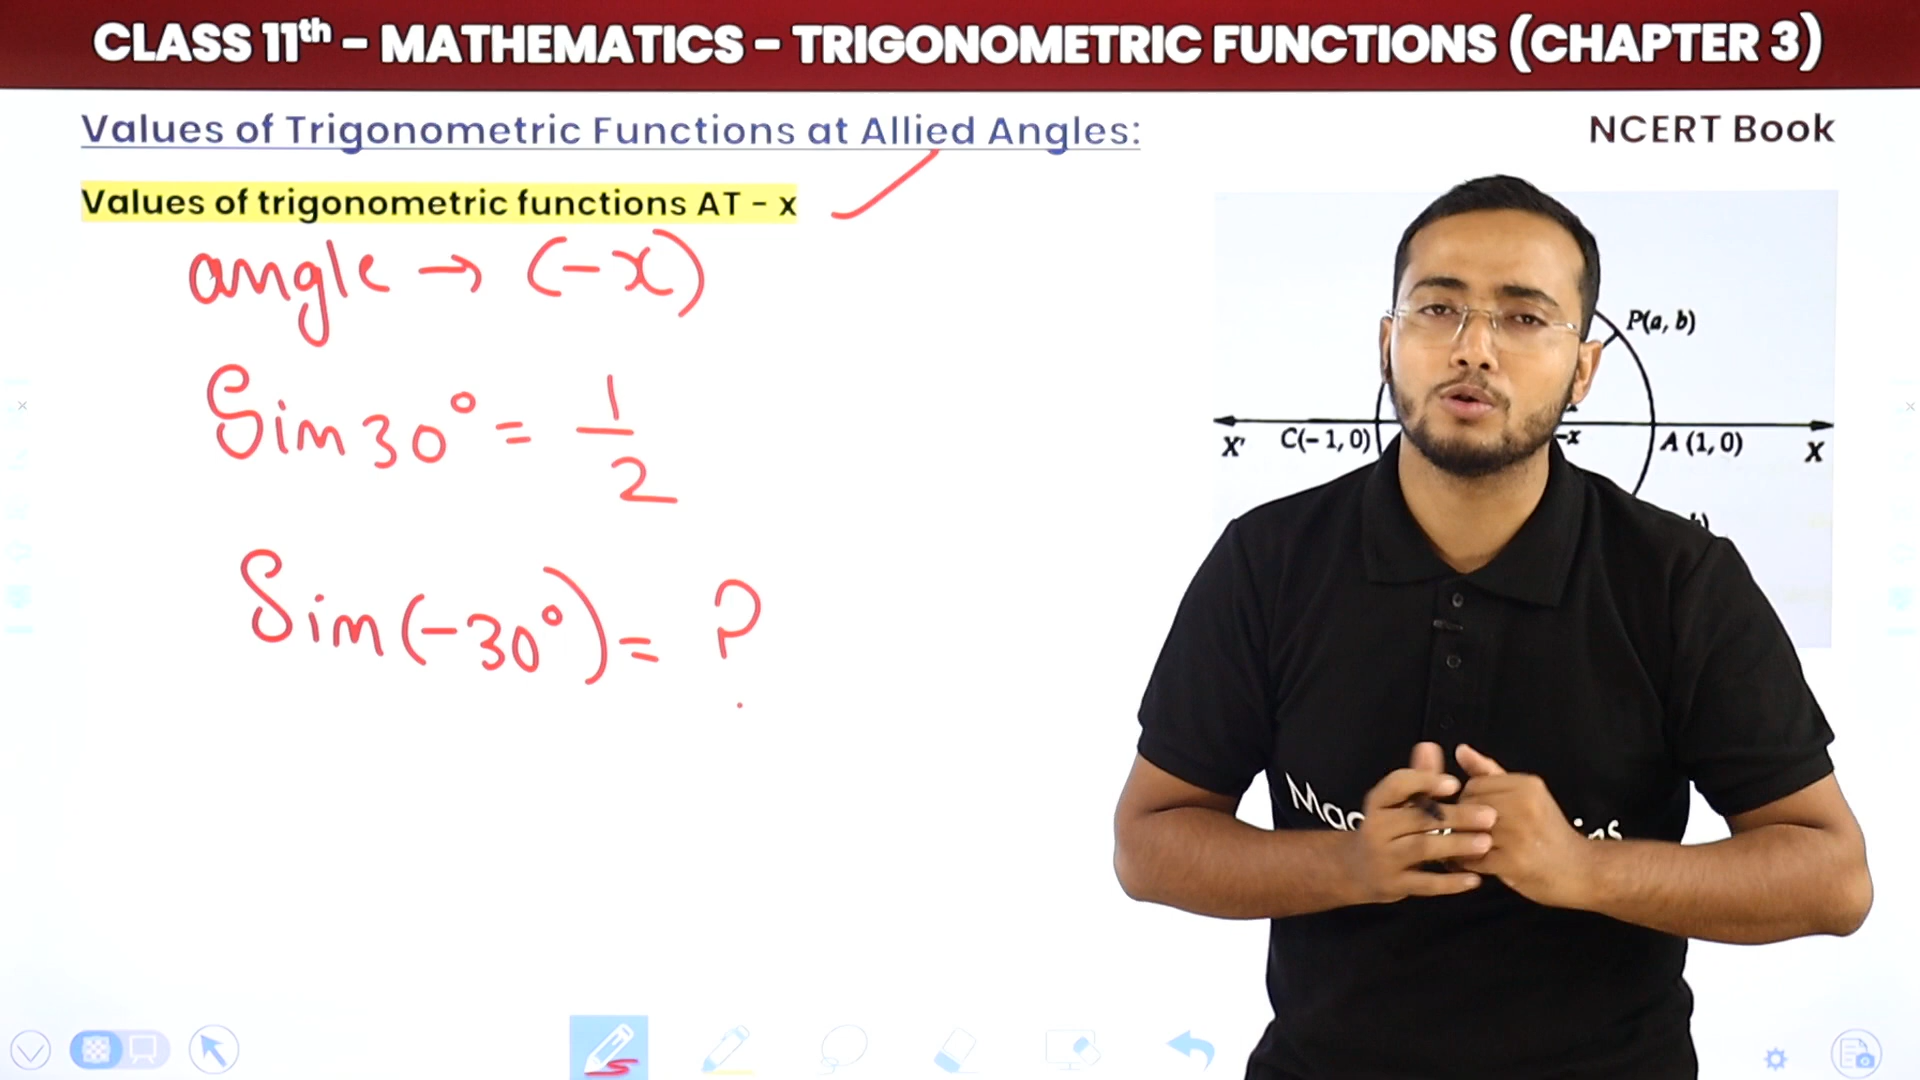 CLASS 11th - MATHEMATICS - TRIGONOMETRIC FUNCTIONS (CHAPTER 3)
Values of Trigonometric Functions at Allied Angles:
NCERT Book
Values of trigonometric functions AT - x
angle → (-x)
P(a, b)
Sin 30° = 1/2
X' C(-1, 0) -x A (1, 0) X
b)
Sin (-30°) = ?